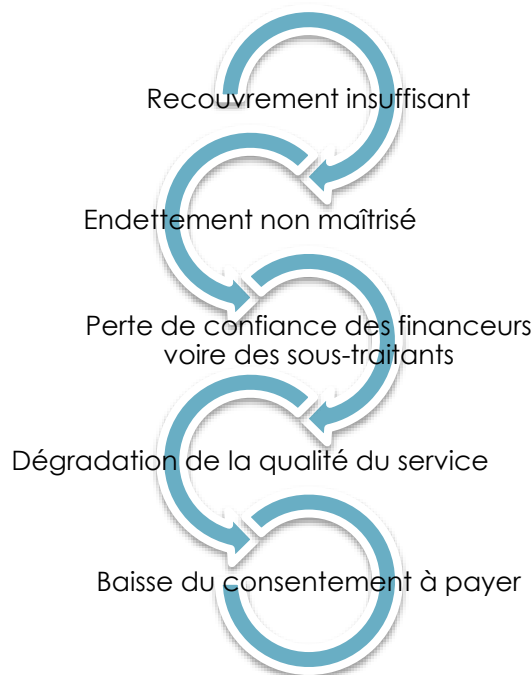 Recouvrement insuffisant
Endettement non maîtrisé
Perte de confiance des financeurs
voire des sous-traitants
Dégradation de la qualité du service
Baisse du consentement à payer